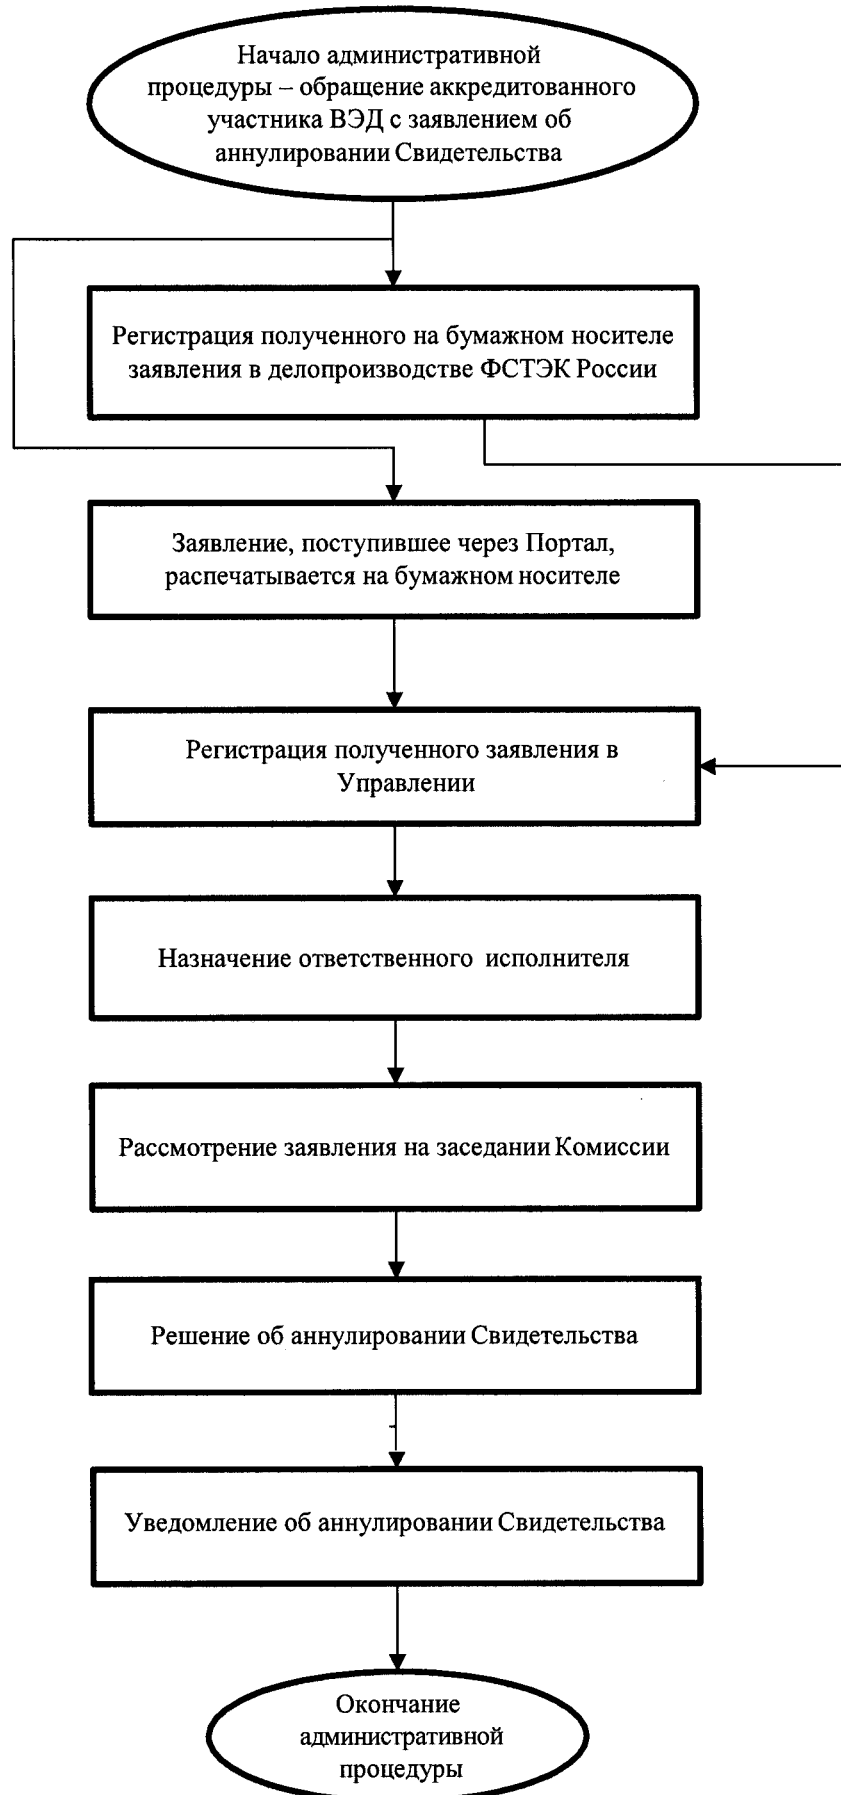 Начало административной
процедуры – обращение аккредитованного
участника ВЭД с заявлением об
аннулировании Свидетельства
Регистрация полученного на бумажном носителе
заявления в делопроизводстве ФСТЭК России
Заявление, поступившее через Портал,
распечатывается на бумажном носителе
Регистрация полученного заявления в
Управлении
Назначение ответственного исполнителя
Рассмотрение заявления на заседании Комиссии
Решение об аннулировании Свидетельства
Уведомление об аннулировании Свидетельства
Окончание
административной
процедуры